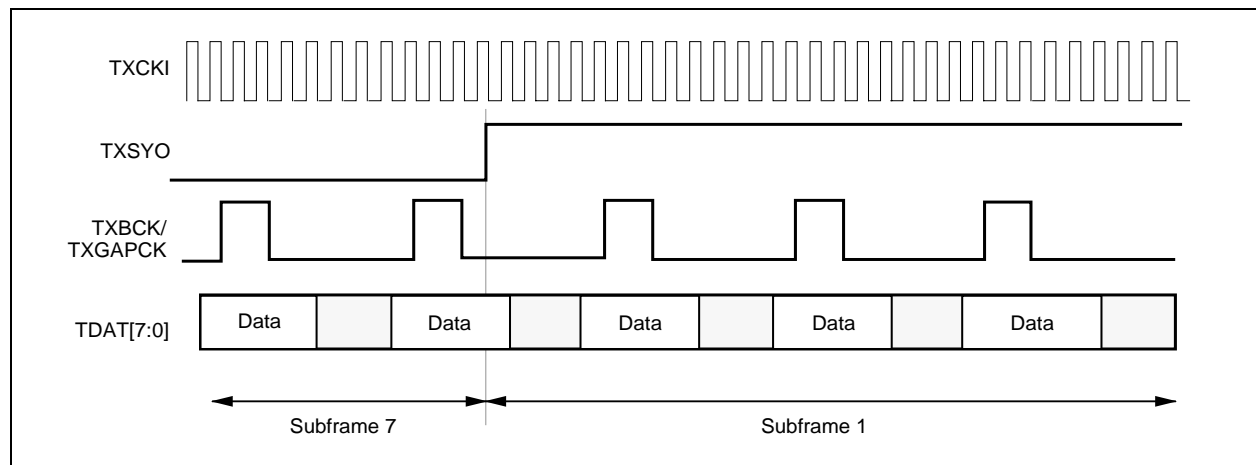 TXCKI
TXSYO
TXBCK/
TXGAPCK
TDAT[7:0]
Data
Data
Data
Data
Data
Subframe 7
Subframe 1